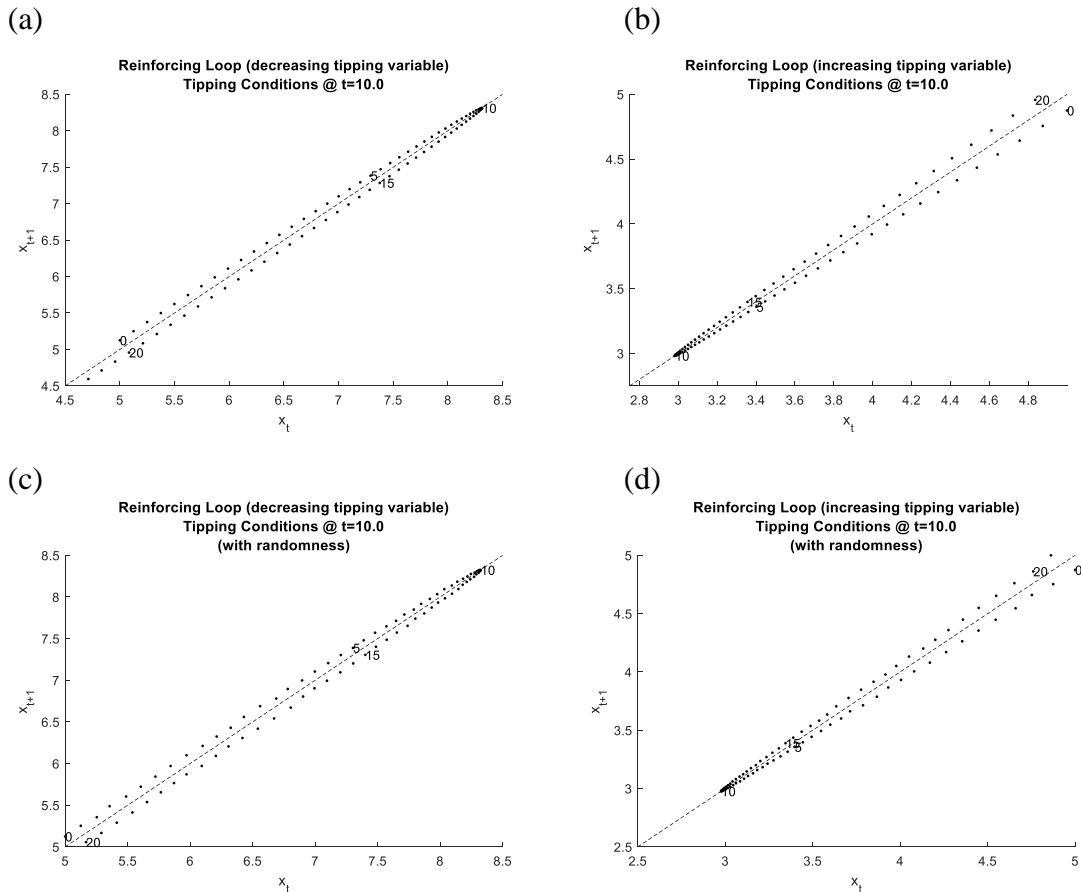 (a)
Reinforcing Loop (decreasing tipping variable)
Tipping Conditions @ t=10.0
8.5
8
7.5
7
6.5
6
5.5
5
4.5
x_{t+1}
10
5
15
0
20
4.5 5 5.5 6 6.5 7 7.5 8 8.5
x_t
(b)
Reinforcing Loop (increasing tipping variable)
Tipping Conditions @ t=10.0
5
4.5
4
3.5
3
x_{t+1}
20
0
15
5
10
2.8 3 3.2 3.4 3.6 3.8 4 4.2 4.4 4.6 4.8
x_t
(c)
Reinforcing Loop (decreasing tipping variable)
Tipping Conditions @ t=10.0
(with randomness)
8.5
8
7.5
7
6.5
6
5.5
5
x_{t+1}
10
5
15
0
20
5 5.5 6 6.5 7 7.5 8 8.5
x_t
(d)
Reinforcing Loop (increasing tipping variable)
Tipping Conditions @ t=10.0
(with randomness)
5
4.5
4
3.5
3
2.5
x_{t+1}
20
0
15
5
10
2.5 3 3.5 4 4.5 5
x_t